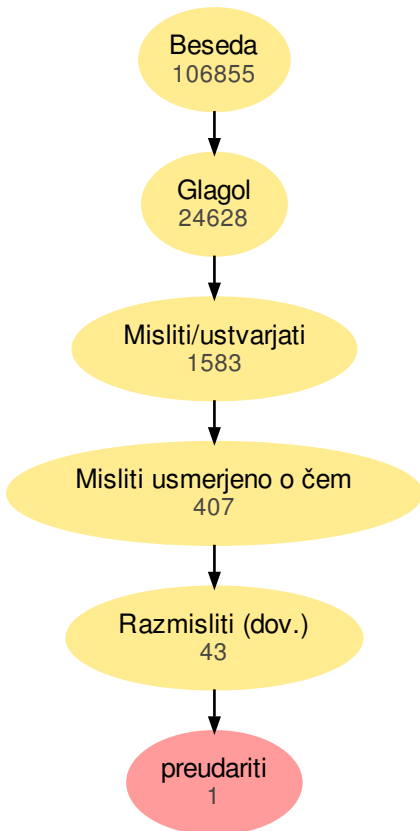 Beseda
106855
Glagol
24628
Misliti/ustvarjati
1583
Misliti usmerjeno o čem
407
Razmisliti (dov.)
43
preudariti
1